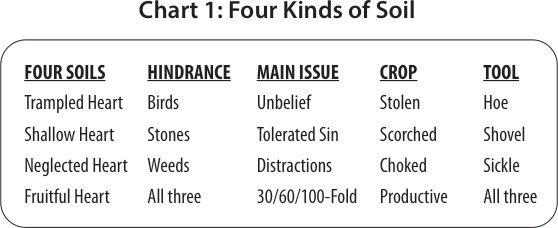 Chart 1: Four Kinds of Soil
FOUR SOILS HINDRANCE MAIN ISSUE CROP TOOL
Trampled Heart Birds Unbelief Stolen Hoe
Shallow Heart Stones Tolerated Sin Scorched Shovel
Neglected Heart Weeds Distractions Choked Sickle
Fruitful Heart All three 30/60/100-Fold Productive All three